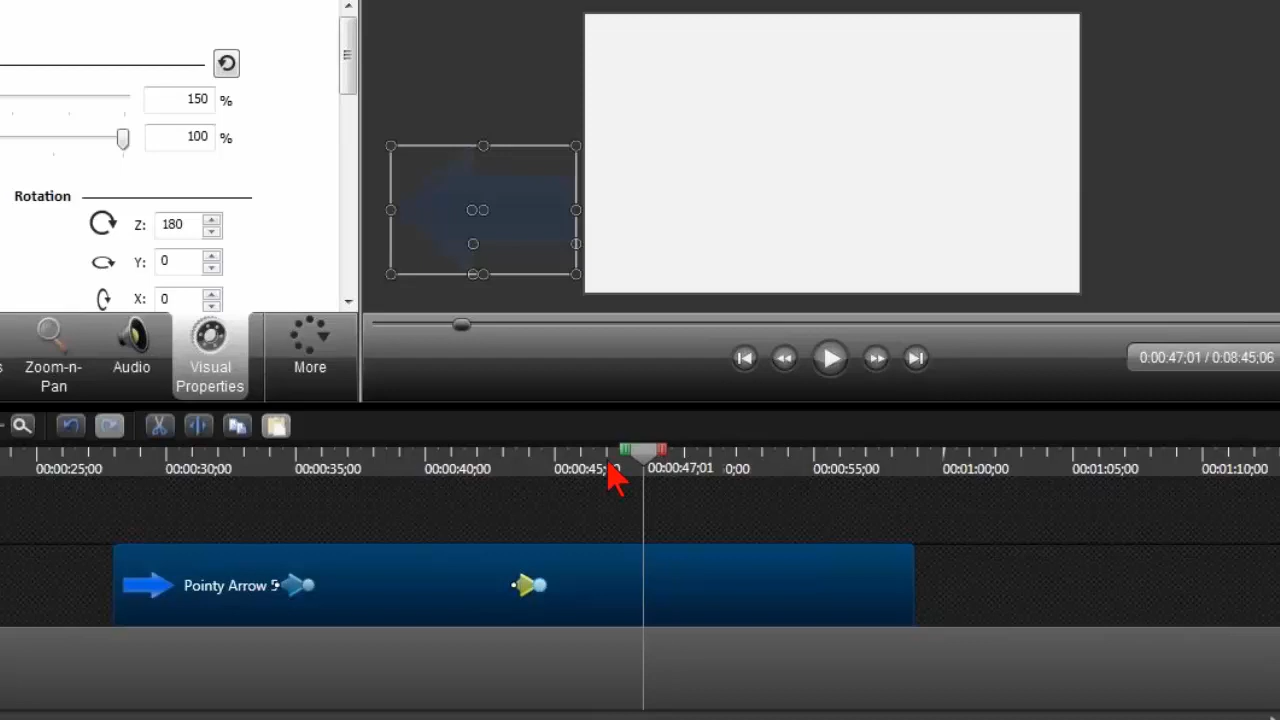 150 %
100 %
Rotation
Z: 180
Y: 0
X: 0
s
Zoom-n-
Pan
Audio
Visual
Properties
More
0:00:47;01 / 0:08:45;06
00:00:25;00 00:00:30;00 00:00:35;00 00:00:40;00 00:00:45; 00:00:47;01 0;00 00:00:55;00 00:01:00;00 00:01:05;00 00:01:10;00
Pointy Arrow 5